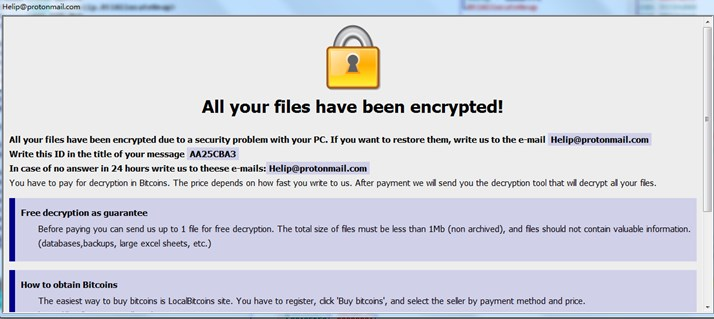 Helip@protonmail.com
All your files have been encrypted!
All your files have been encrypted due to a security problem with your PC. If you want to restore them, write us to the e-mail Helip@protonmail.com
Write this ID in the title of your message AA25CBA3
In case of no answer in 24 hours write us to theese e-mails: Helip@protonmail.com
You have to pay for decryption in Bitcoins. The price depends on how fast you write to us. After payment we will send you the decryption tool that will decrypt all your files.
Free decryption as guarantee
Before paying you can send us up to 1 file for free decryption. The total size of files must be less than 1Mb (non archived), and files should not contain valuable information.
(databases,backups, large excel sheets, etc.)
How to obtain Bitcoins
The easiest way to buy bitcoins is LocalBitcoins site. You have to register, click 'Buy bitcoins', and select the seller by payment method and price.